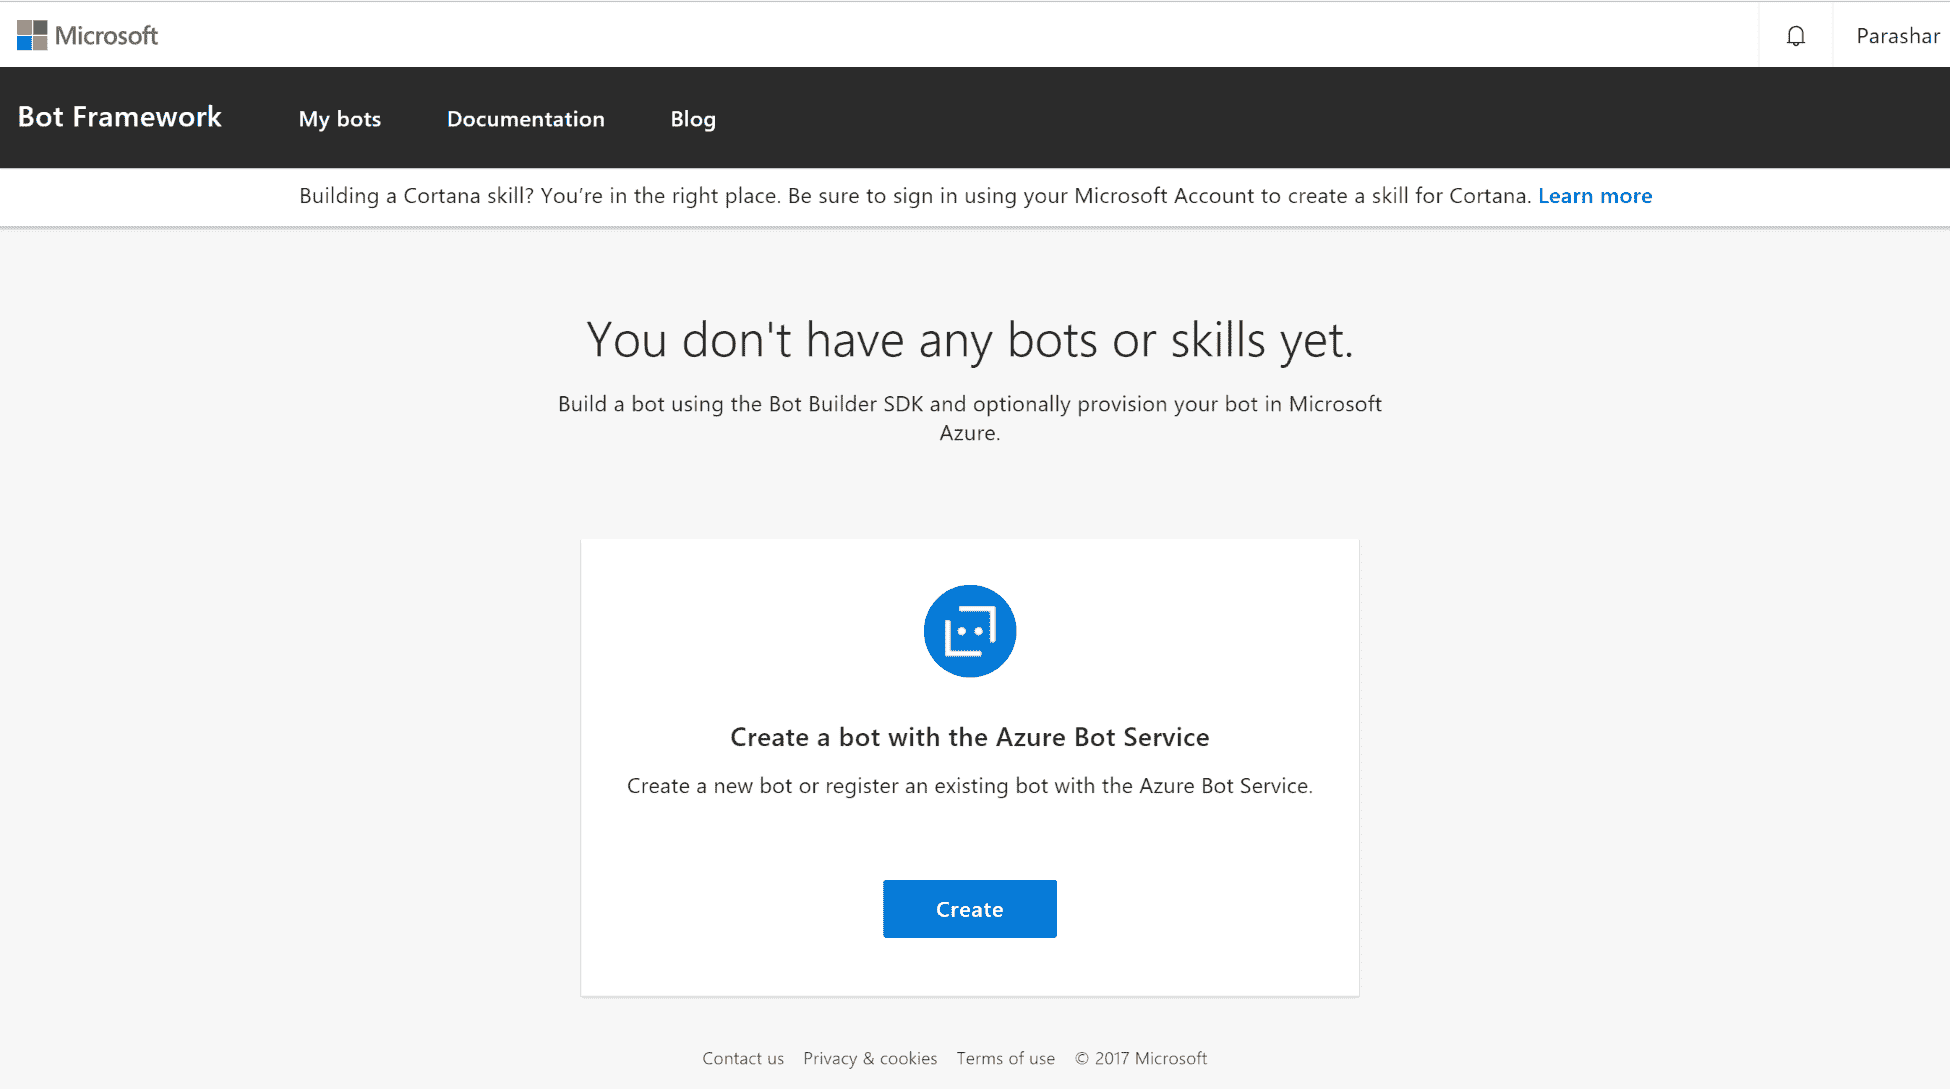 Microsoft
Parashar
Bot Framework
My bots
Documentation
Blog
Building a Cortana skill? You’re in the right place. Be sure to sign in using your Microsoft Account to create a skill for Cortana. Learn more
You don't have any bots or skills yet.
Build a bot using the Bot Builder SDK and optionally provision your bot in Microsoft
Azure.
Create a bot with the Azure Bot Service
Create a new bot or register an existing bot with the Azure Bot Service.
Create
Contact us Privacy & cookies Terms of use © 2017 Microsoft